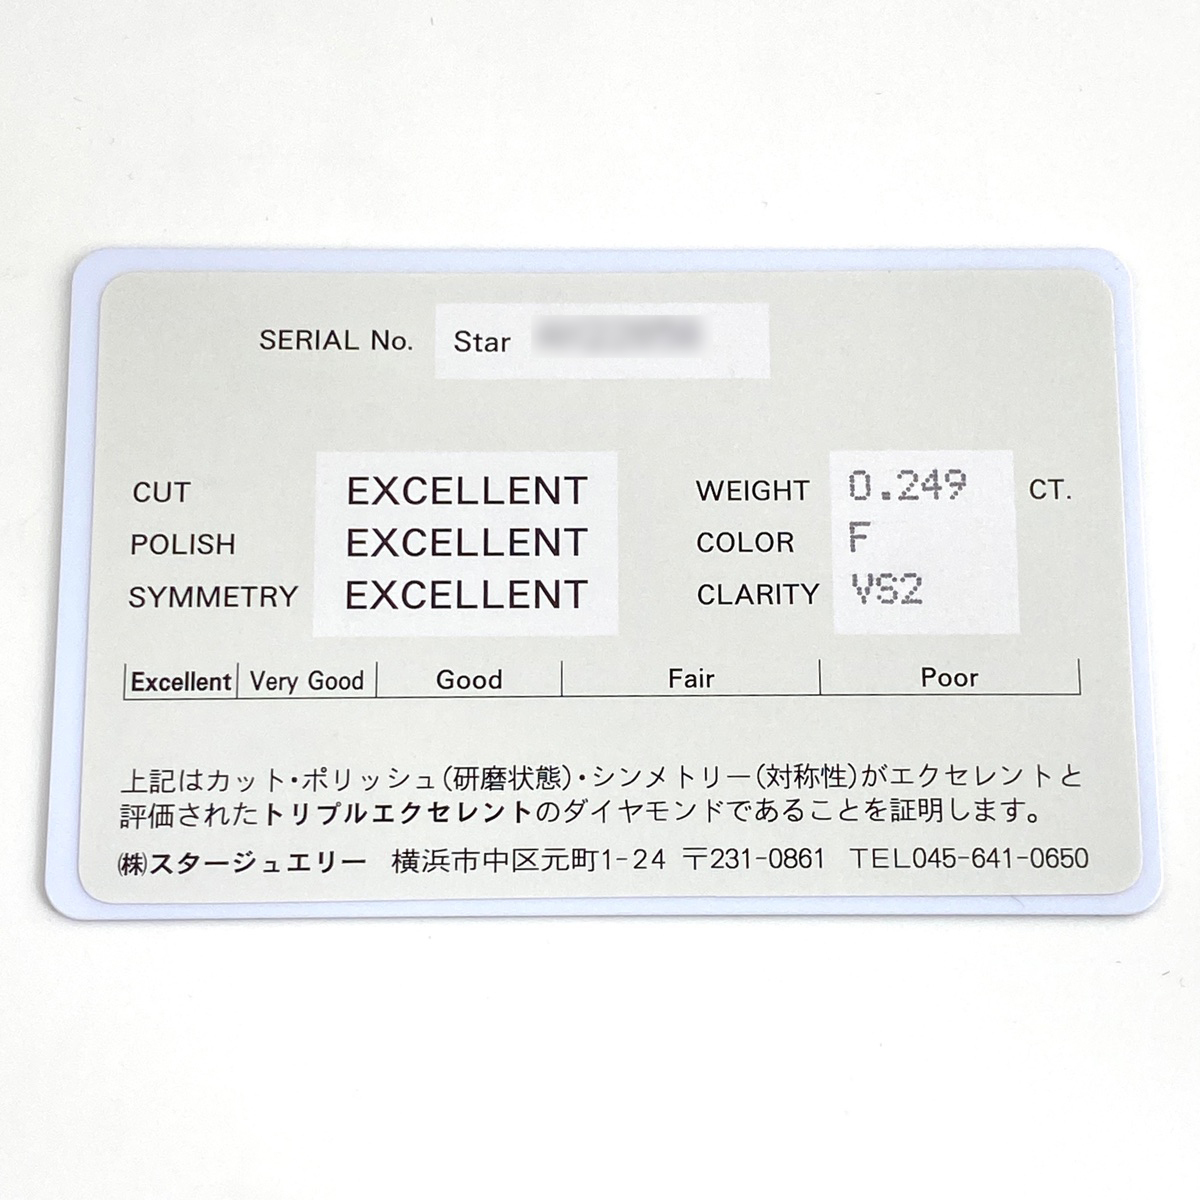 SERIAL No. Star
CUT EXCELLENT WEIGHT 0.249 CT.
POLISH EXCELLENT COLOR F
SYMMETRY EXCELLENT CLARITY VS2
Excellent Very Good Good Fair Poor
上記はカット・ポリッシュ(研磨状態)・シンメトリー(対称性)がエクセレントと
評価されたトリプルエクセレントのダイヤモンドであることを証明します。
㈱スタージュエリー 横浜市中区元町1-24 〒231-0861 TEL045-641-0650